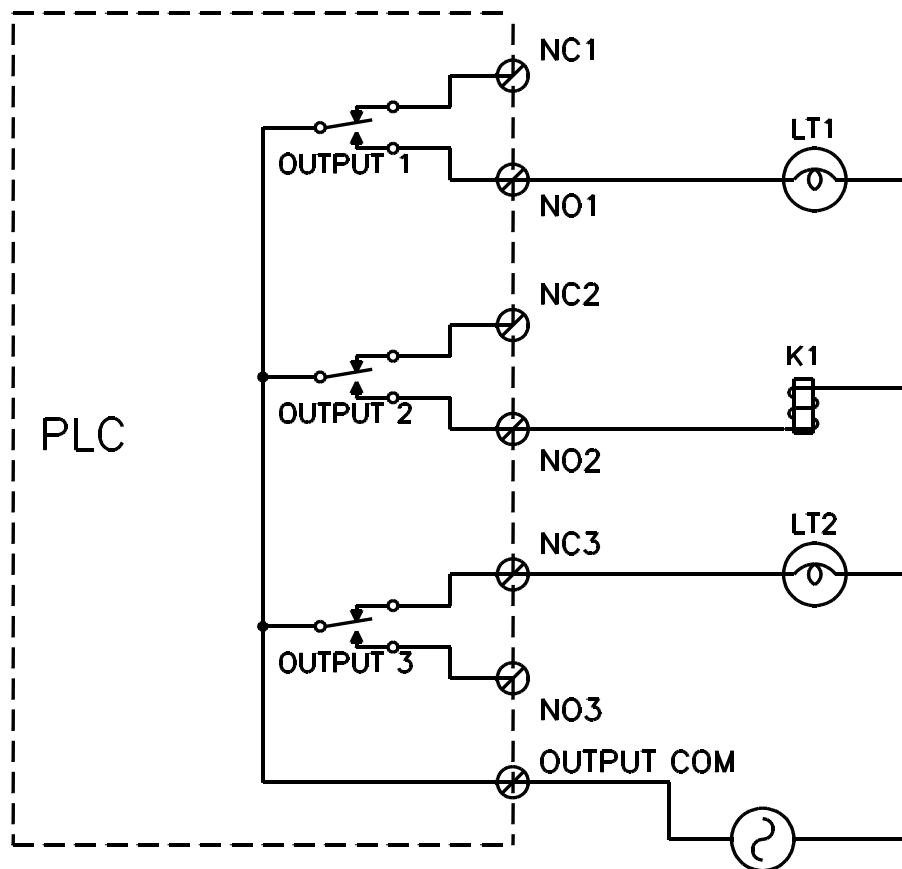 NC1
OUTPUT 1
LT1
NO1
NC2
K1
OUTPUT 2
PLC
NO2
LT2
NC3
OUTPUT 3
NO3
OUTPUT COM